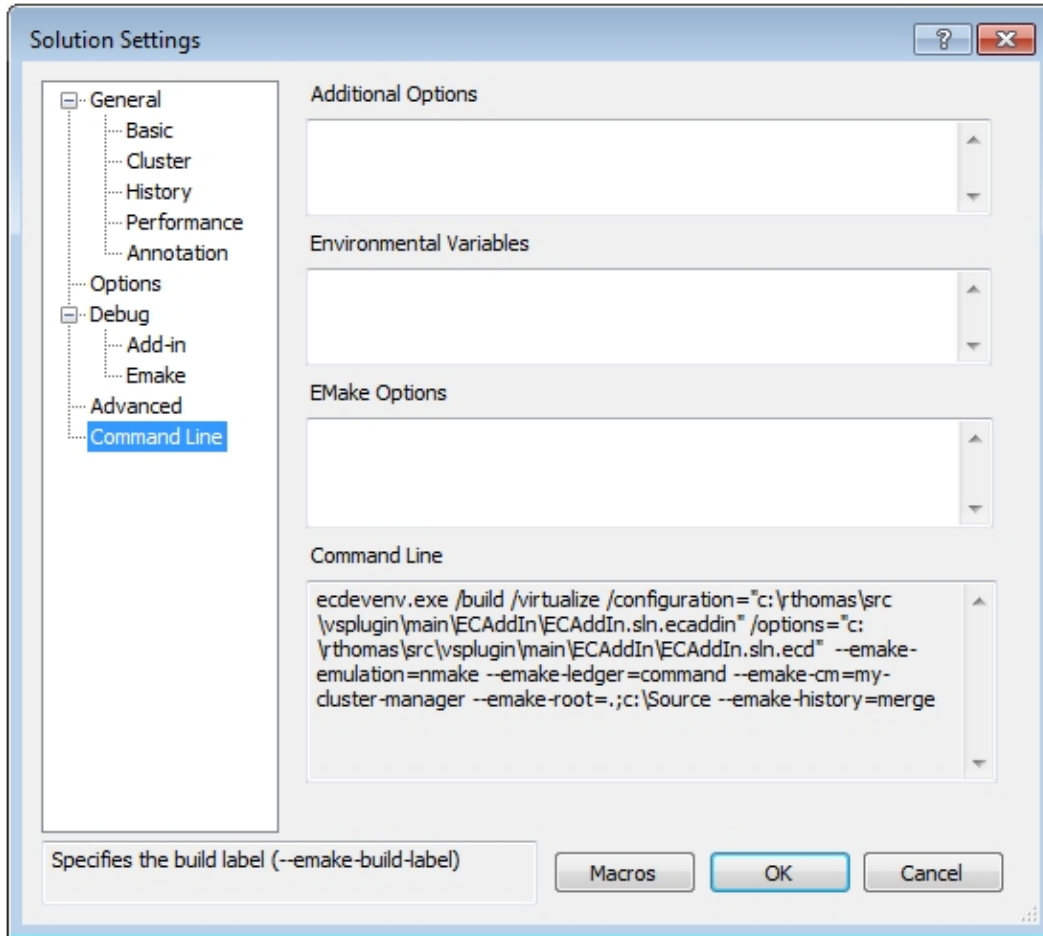 Solution Settings
General
Basic
Cluster
History
Performance
Annotation
Options
Debug
Add-in
Emake
Advanced
Command Line
Additional Options
Environmental Variables
EMake Options
Command Line
ecdevenv.exe /build /virtualize /configuration="c:\rthomas\src
\vsplugin\main\ECAddIn\ECAddIn.sln.ecaddin" /options="c:
\rthomas\src\vsplugin\main\ECAddIn\ECAddIn.sln.ecd"  --emake-
emulation=nmake --emake-ledger=command --emake-cm=my-
cluster-manager --emake-root=.;c:\Source --emake-history=merge
Specifies the build label (--emake-build-label)
Macros
OK
Cancel